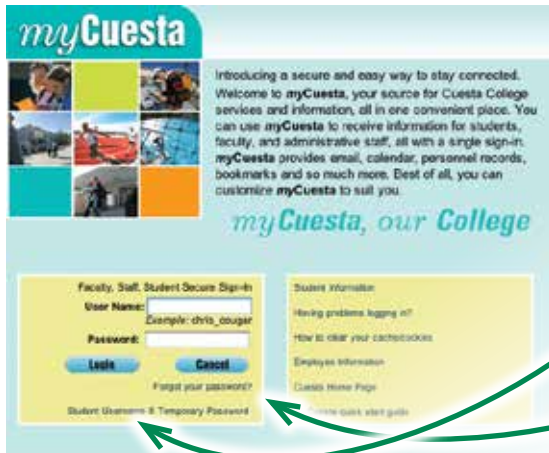 myCuesta
Introducing a secure and easy way to stay connected.
Welcome to myCuesta, your source for Cuesta College
services and information, all in one convenient place. You
can use myCuesta to receive information for students,
faculty, and administrative staff, all with a single sign-in.
myCuesta provides email, calendar, personnel records,
bookmarks and so much more. Best of all, you can
customize myCuesta to suit you.
myCuesta, our College
Faculty, Staff, Student Secure Sign-In
User Name:
Example: chris_cougar
Password:
Login
Cancel
Forgot your password?
Student Username & Temporary Password
Student Information
Having problems logging in?
How to clear your cache/cookies
Employee Information
Cuesta Home Page
quick start guide